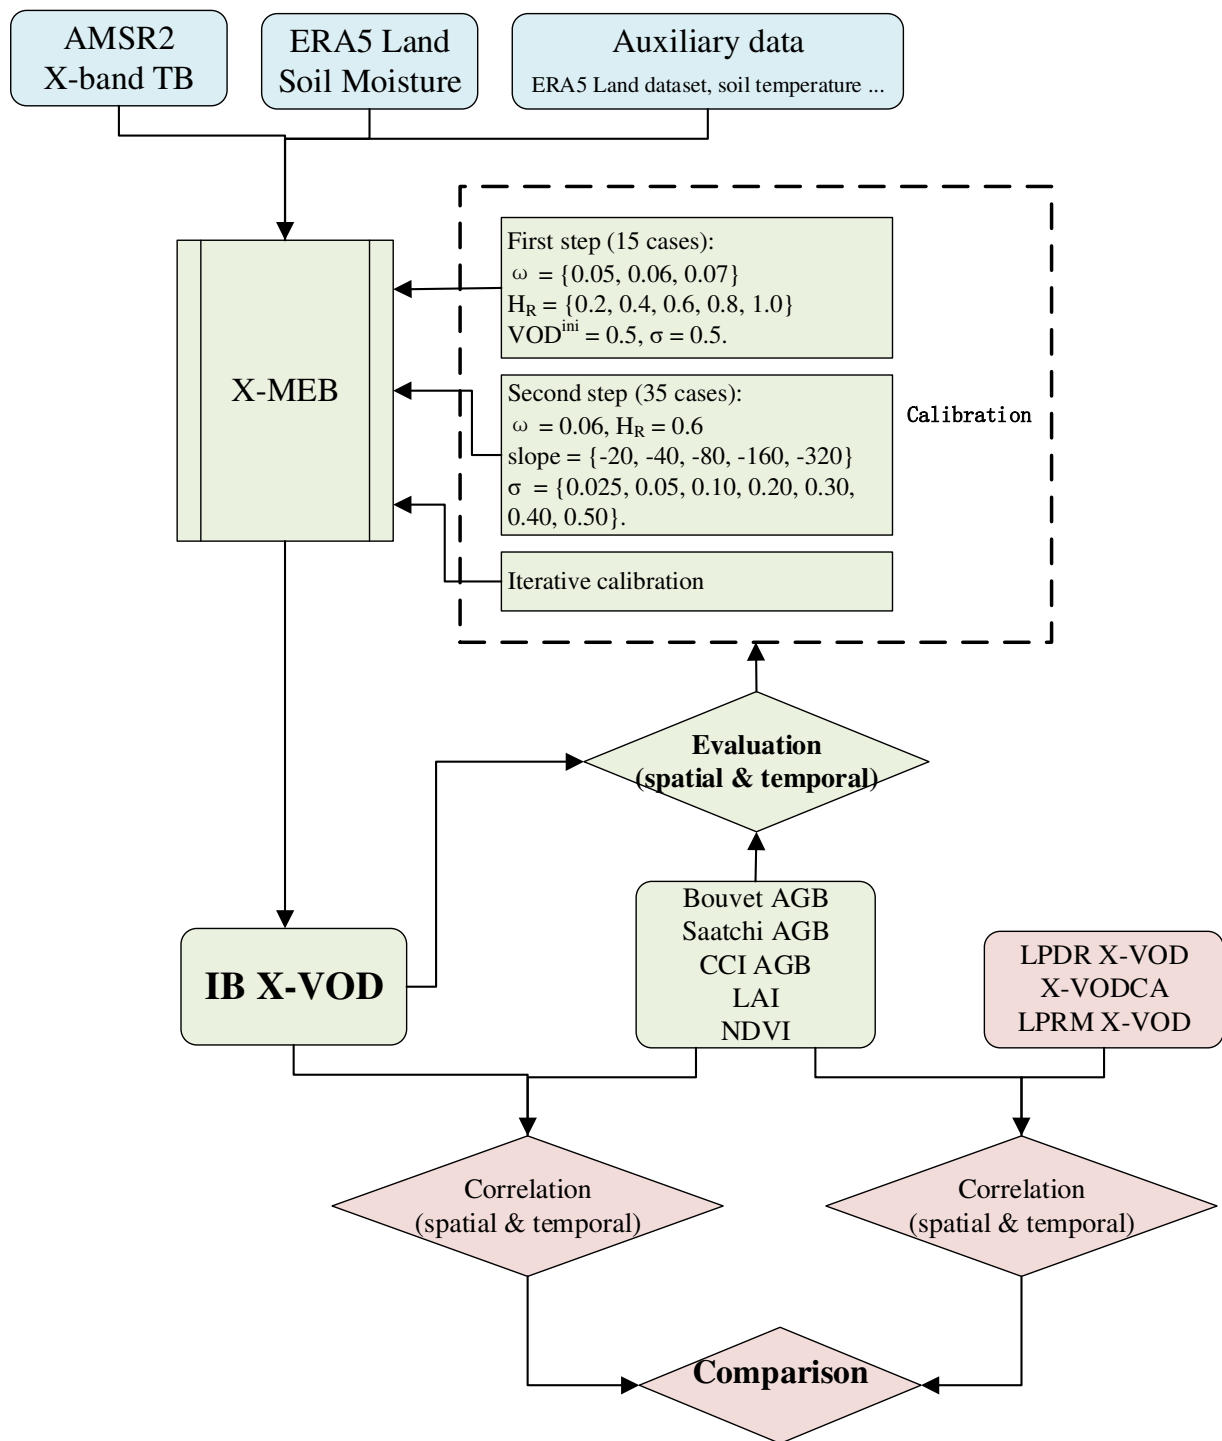 AMSR2
X-band TB
ERA5 Land
Soil Moisture
Auxiliary data
ERA5 Land dataset, soil temperature ...
First step (15 cases):
ω = {0.05, 0.06, 0.07}
H_R = {0.2, 0.4, 0.6, 0.8, 1.0}
VOD^ini = 0.5, σ = 0.5.
X-MEB
Second step (35 cases):
ω = 0.06, H_R = 0.6
slope = {-20, -40, -80, -160, -320}
σ = {0.025, 0.05, 0.10, 0.20, 0.30,
0.40, 0.50}.
Calibration
Iterative calibration
Evaluation
(spatial & temporal)
IB X-VOD
Bouvet AGB
Saatchi AGB
CCI AGB
LAI
NDVI
LPDR X-VOD
X-VODCA
LPRM X-VOD
Correlation
(spatial & temporal)
Correlation
(spatial & temporal)
Comparison